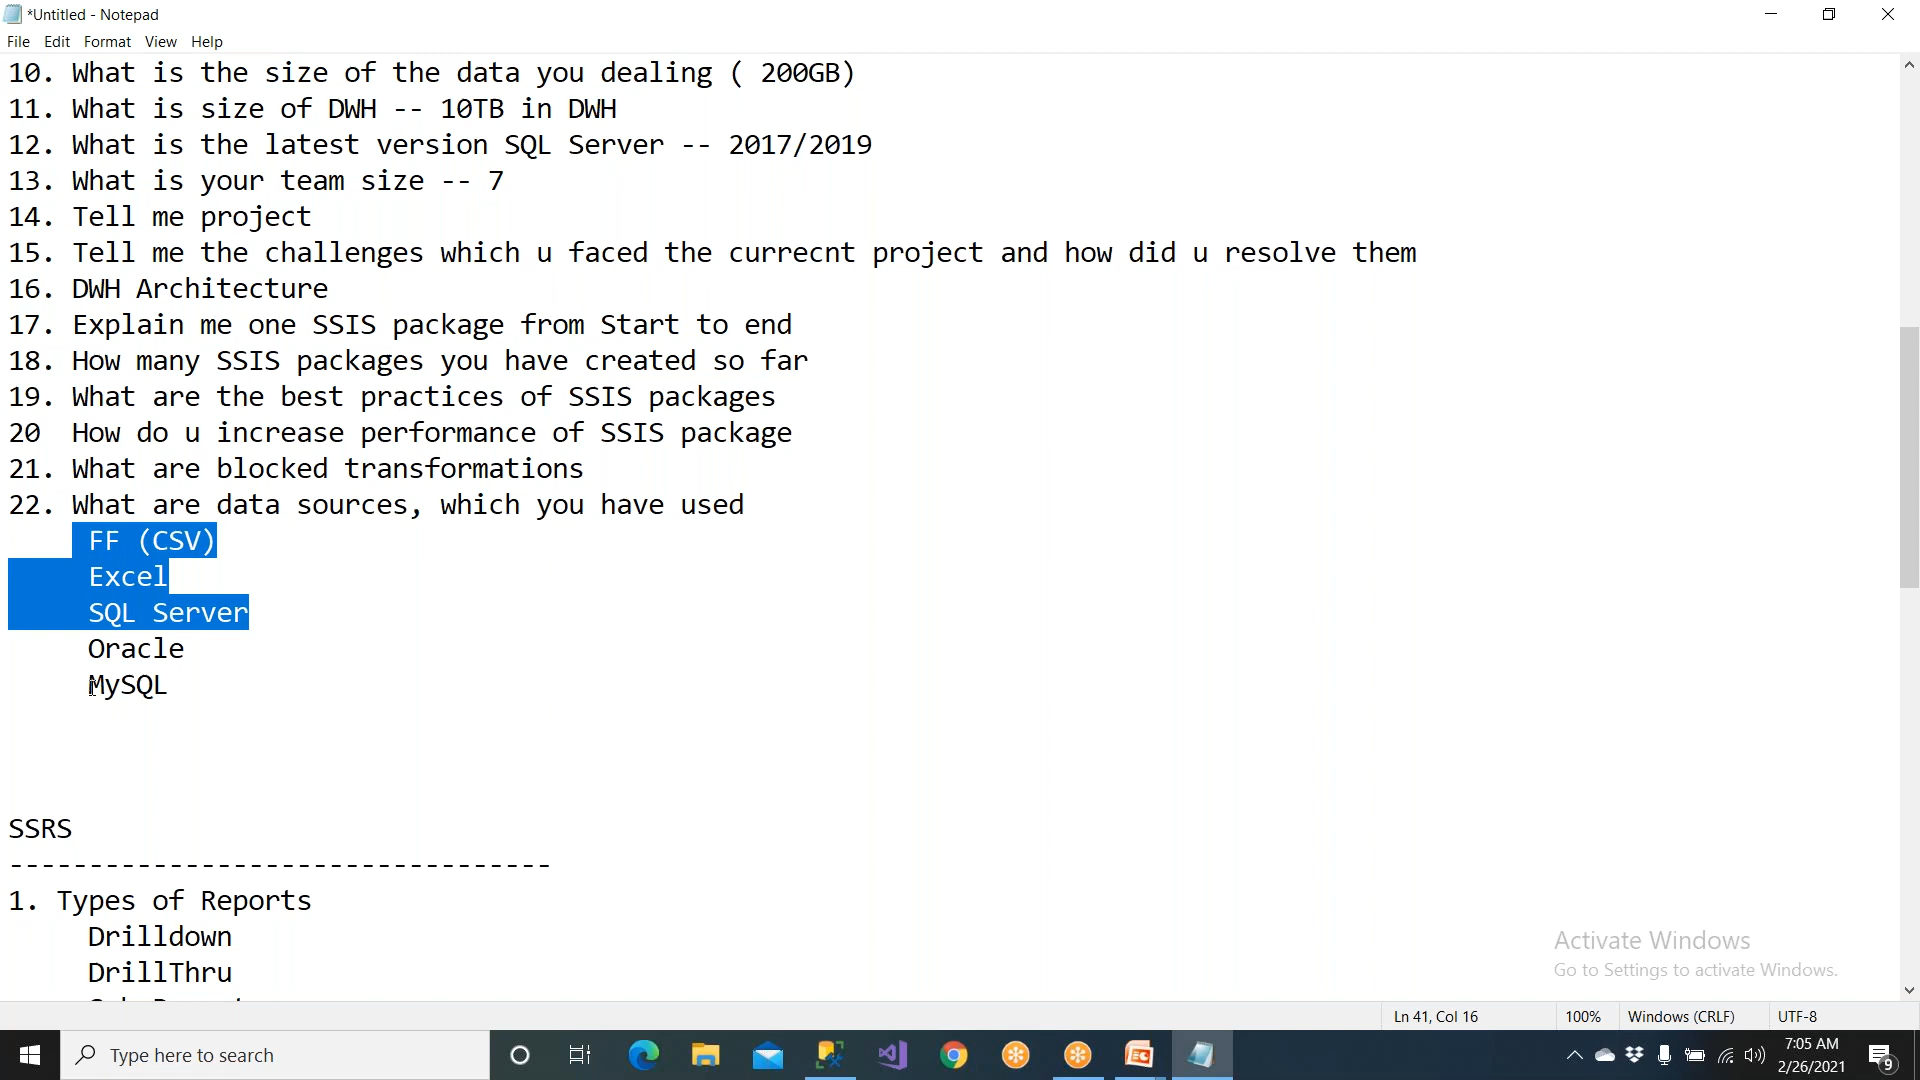 *Untitled - Notepad
File Edit Format View Help
10. What is the size of the data you dealing ( 200GB)
11. What is size of DWH -- 10TB in DWH
12. What is the latest version SQL Server -- 2017/2019
13. What is your team size -- 7
14. Tell me project
15. Tell me the challenges which u faced the currecnt project and how did u resolve them
16. DWH Architecture
17. Explain me one SSIS package from Start to end
18. How many SSIS packages you have created so far
19. What are the best practices of SSIS packages
20 How do u increase performance of SSIS package
21. What are blocked transformations
22. What are data sources, which you have used
FF (CSV)
Excel
SQL Server
Oracle
MySQL
SSRS
----------------------------------
1. Types of Reports
Drilldown
DrillThru
Activate Windows
Go to Settings to activate Windows.
Ln 41, Col 16 100% Windows (CRLF) UTF-8
Type here to search
7:05 AM
2/26/2021
9